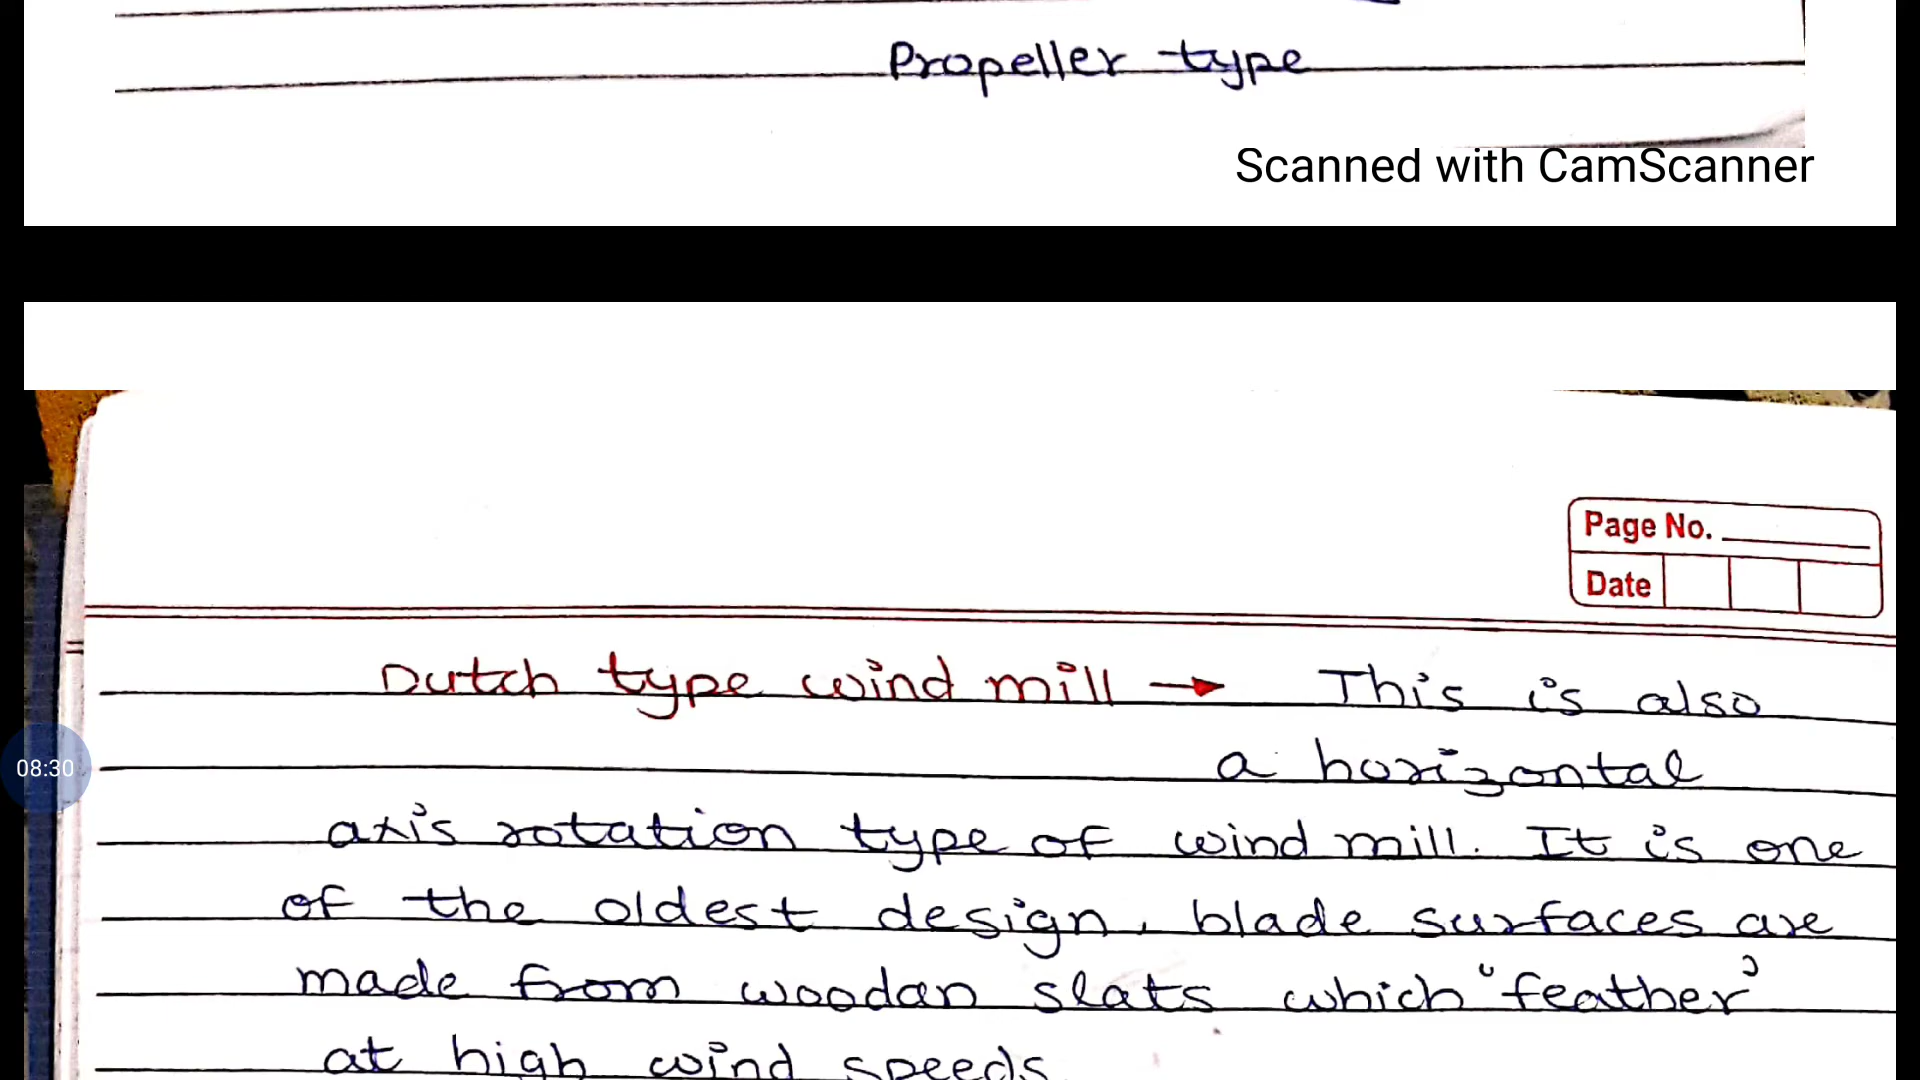 Propeller type
Scanned with CamScanner
Page No.
Date
Dutch type wind mill → This is also
a horizontal
08:30
axis rotation type of wind mill. It is one
of the oldest design, blade surfaces are
made from woodan slats which "feather"
at high wind speeds